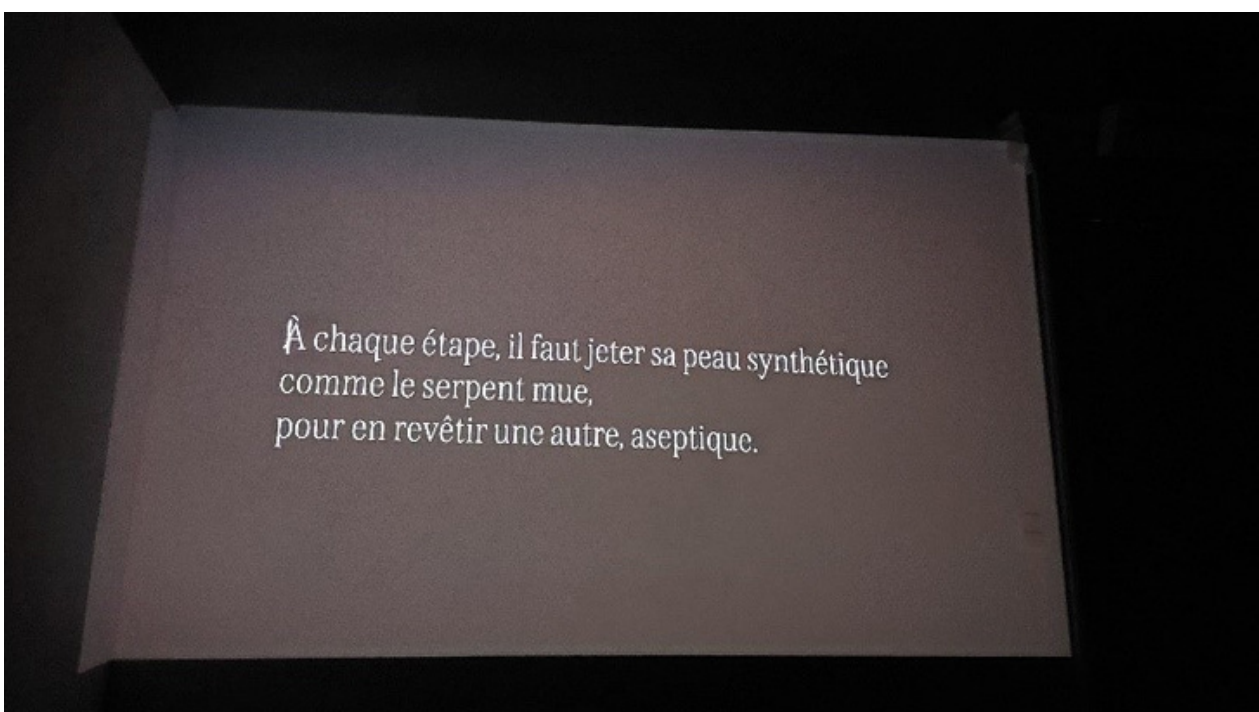 À chaque étape, il faut jeter sa peau synthétique
comme le serpent mue,
pour en revêtir une autre, aseptique.